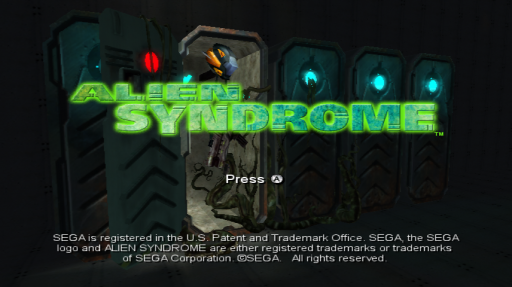 ALIEN
SYNDROME™
Press Ⓐ
SEGA is registered in the U.S. Patent and Trademark Office. SEGA, the SEGA
logo and ALIEN SYNDROME are either registered trademarks or trademarks
of SEGA Corporation. ©SEGA. All rights reserved.